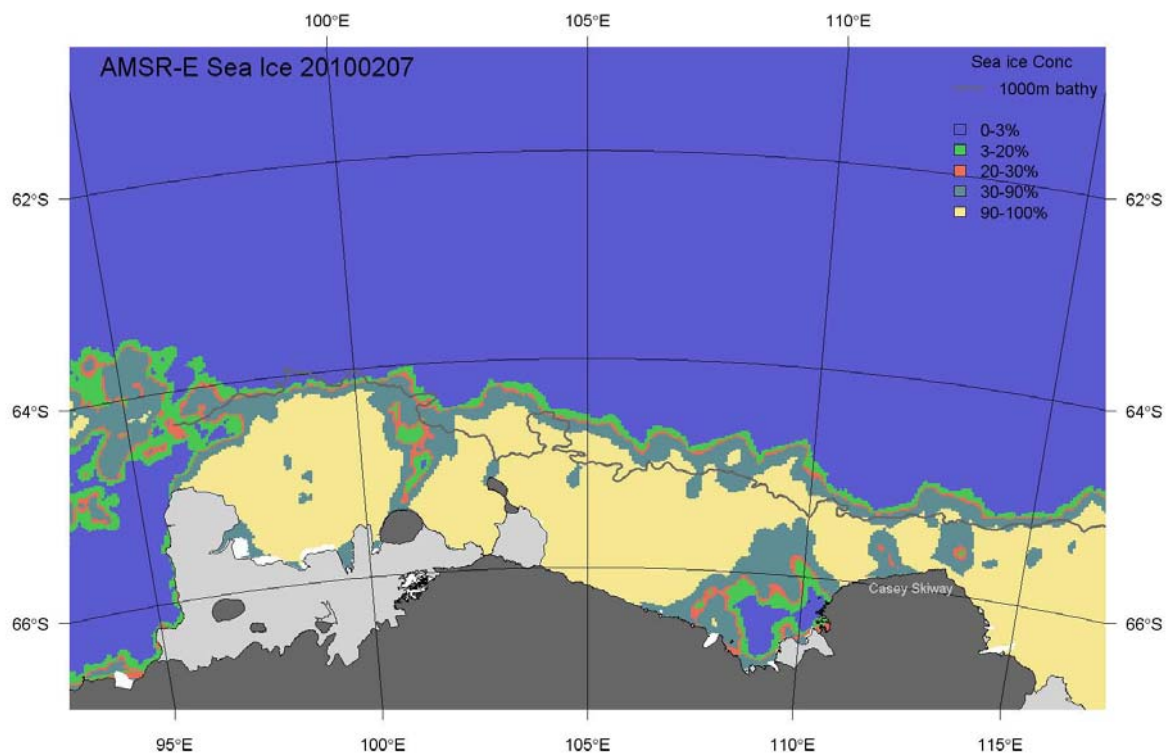 100°E 105°E 110°E
AMSR-E Sea Ice 20100207
Sea ice Conc
1000m bathy
0-3%
3-20%
20-30%
30-90%
90-100%
62°S 62°S
64°S 64°S
Casey Skiway
66°S 66°S
95°E 100°E 105°E 110°E 115°E